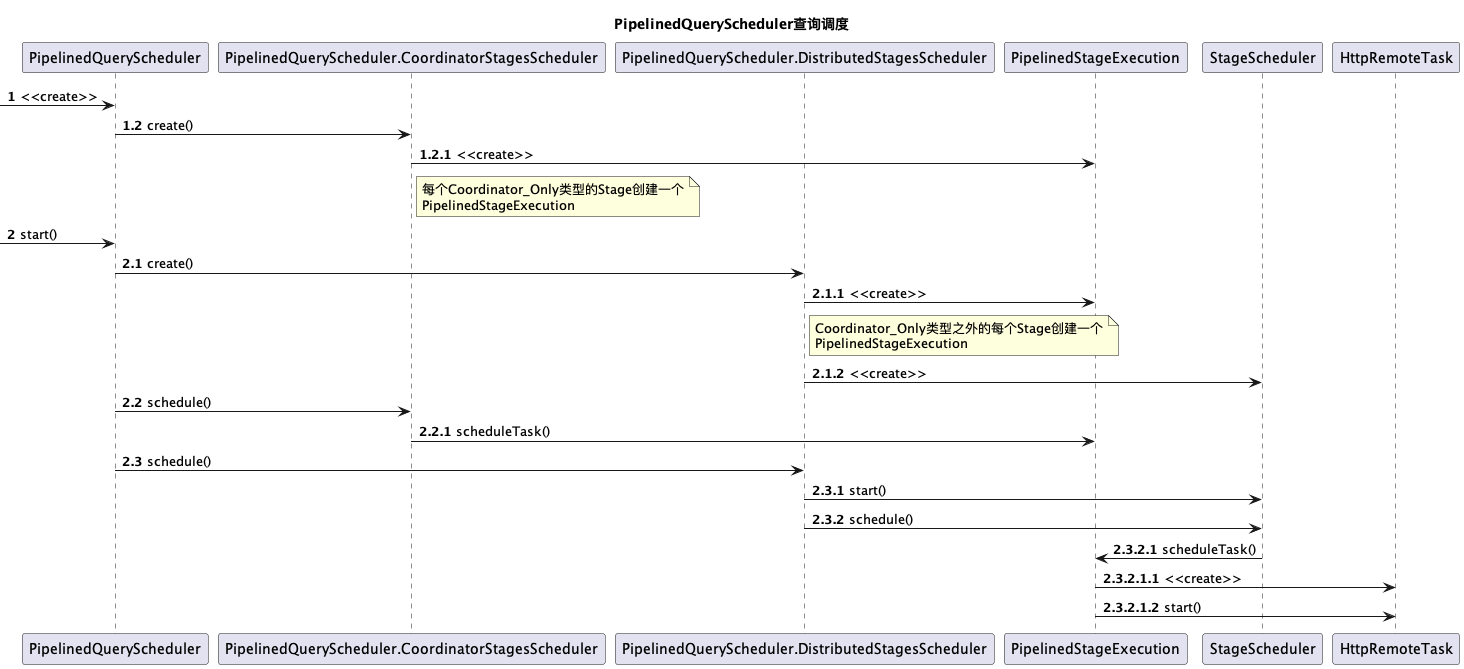 PipelinedQueryScheduler查询调度
PipelinedQueryScheduler
PipelinedQueryScheduler.CoordinatorStagesScheduler
PipelinedQueryScheduler.DistributedStagesScheduler
PipelinedStageExecution
StageScheduler
HttpRemoteTask
1 <<create>>
1.2 create()
1.2.1 <<create>>
每个Coordinator_Only类型的Stage创建一个
PipelinedStageExecution
2 start()
2.1 create()
2.1.1 <<create>>
Coordinator_Only类型之外的每个Stage创建一个
PipelinedStageExecution
2.1.2 <<create>>
2.2 schedule()
2.2.1 scheduleTask()
2.3 schedule()
2.3.1 start()
2.3.2 schedule()
2.3.2.1 scheduleTask()
2.3.2.1.1 <<create>>
2.3.2.1.2 start()
PipelinedQueryScheduler
PipelinedQueryScheduler.CoordinatorStagesScheduler
PipelinedQueryScheduler.DistributedStagesScheduler
PipelinedStageExecution
StageScheduler
HttpRemoteTask